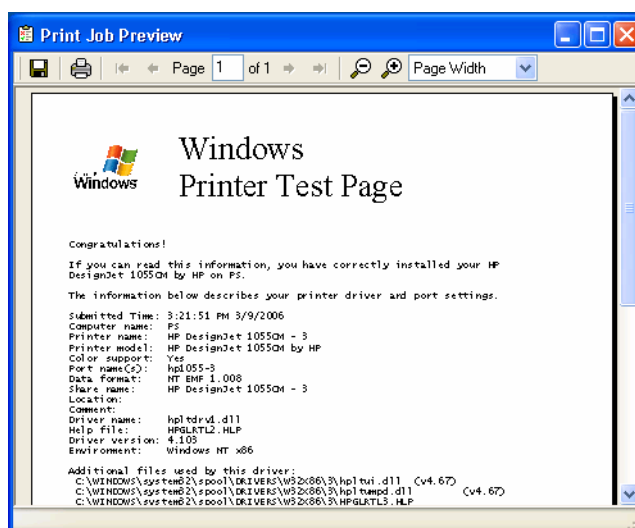 Print Job Preview
Page 1 of 1 Page Width
Windows
Windows
Printer Test Page
Congratulations!
If you can read this information, you have correctly installed your HP
DesignJet 1055CM by HP on PS.
The information below describes your printer driver and port settings.
Submitted Time: 3:21:51 PM 3/9/2006
Computer name: PS
Printer name: HP DesignJet 1055CM - 3
Printer model: HP DesignJet 1055CM by HP
Color support: Yes
Port name(s): hp1055-3
Data format: NT EMF 1.008
Share name: HP DesignJet 1055CM - 3
Location:
Comment:
Driver name: hpltdrv1.dll
Help file: HPGLRTL2.HLP
Driver version: 4.103
Environment: Windows NT x86
Additional files used by this driver:
C:\WINDOWS\system32\spool\DRIVERS\W32X86\3\hpltui.dll (v4.67)
C:\WINDOWS\system32\spool\DRIVERS\W32X86\3\hpltumpd.dll (v4.67)
C:\WINDOWS\system32\spool\DRIVERS\W32X86\3\HPGLRTL3.HLP